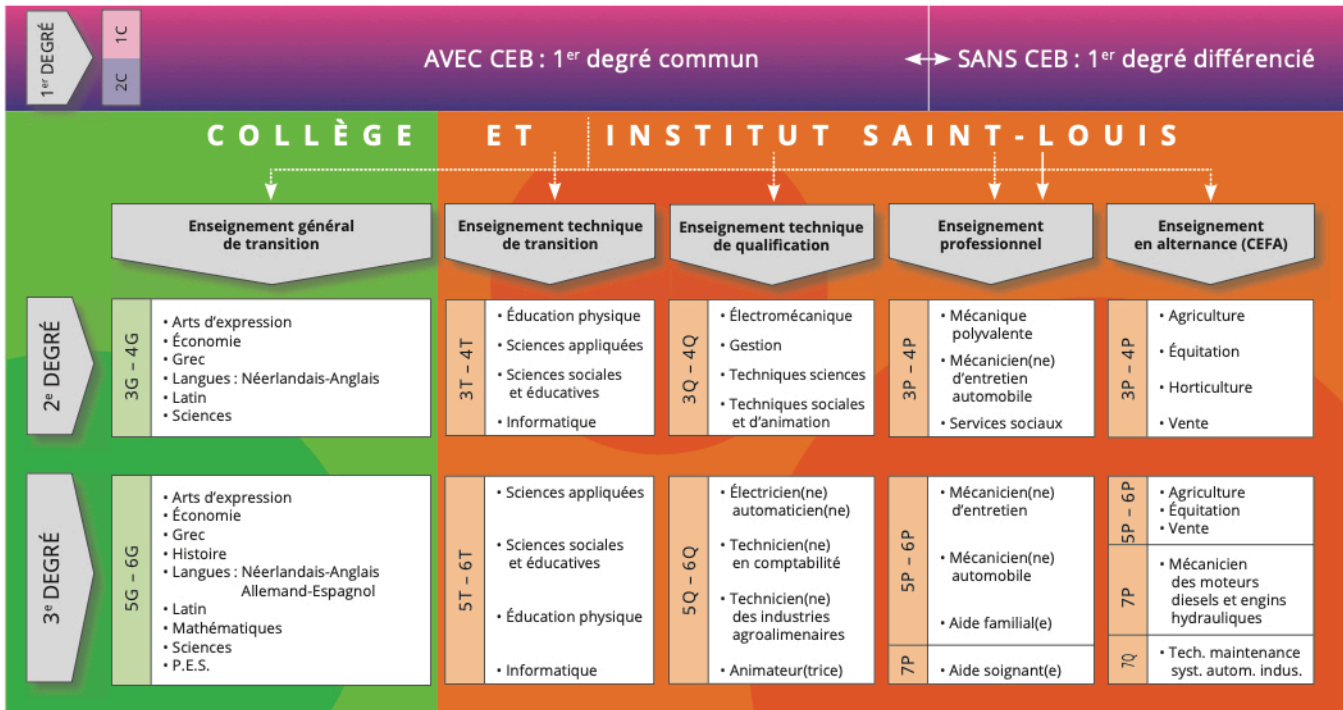 1er DEGRÉ
1C
2C
AVEC CEB : 1er degré commun
SANS CEB : 1er degré différencié
COLLÈGE ET INSTITUT SAINT-LOUIS
Enseignement général
de transition
Enseignement technique
de transition
Enseignement technique
de qualification
Enseignement
professionnel
Enseignement
en alternance (CEFA)
2e DEGRÉ
3G – 4G
• Arts d’expression
• Économie
• Grec
• Langues : Néerlandais-Anglais
• Latin
• Sciences
3T – 4T
• Éducation physique
• Sciences appliquées
• Sciences sociales
et éducatives
• Informatique
3Q – 4Q
• Électromécanique
• Gestion
• Techniques sciences
• Techniques sociales
et d’animation
3P – 4P
• Mécanique
polyvalente
• Mécanicien(ne)
d’entretien
automobile
• Services sociaux
3P – 4P
• Agriculture
• Équitation
• Horticulture
• Vente
3e DEGRÉ
5G – 6G
• Arts d’expression
• Économie
• Grec
• Histoire
• Langues : Néerlandais-Anglais
Allemand-Espagnol
• Latin
• Mathématiques
• Sciences
• P.E.S.
5T – 6T
• Sciences appliquées
• Sciences sociales
et éducatives
• Éducation physique
• Informatique
5Q – 6Q
• Électricien(ne)
automaticien(ne)
• Technicien(ne)
en comptabilité
• Technicien(ne)
des industries
agroalimenaires
• Animateur(trice)
5P – 6P
• Mécanicien(ne)
d’entretien
• Mécanicien(ne)
automobile
• Aide familial(e)
7P
• Aide soignant(e)
5P – 6P
• Agriculture
• Équitation
• Vente
7P
• Mécanicien
des moteurs
diesels et engins
hydrauliques
7Q
• Tech. maintenance
syst. autom. indus.